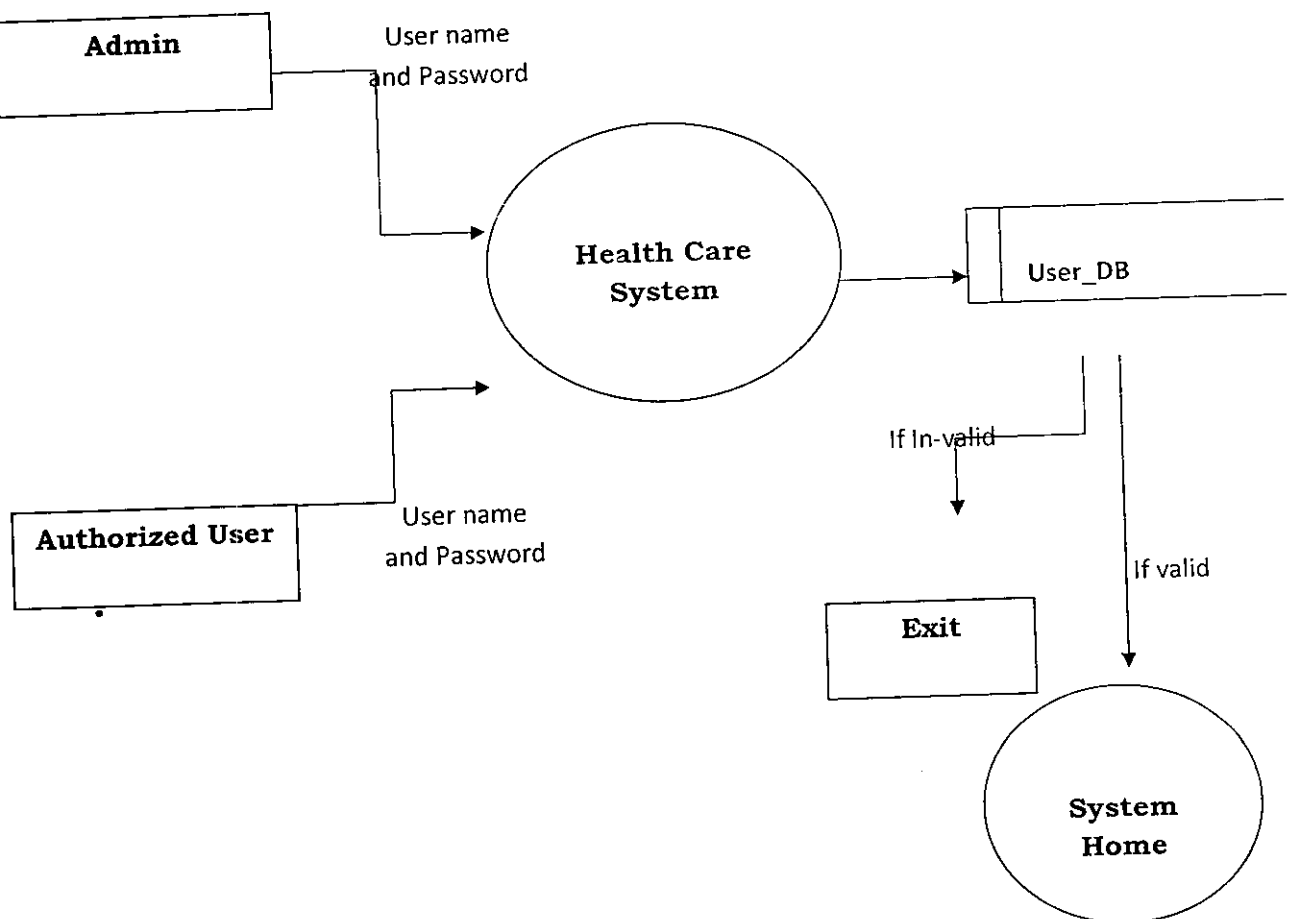 Admin
User name
and Password
Health Care
System
User_DB
If In-valid
Authorized User
User name
and Password
If valid
Exit
System
Home